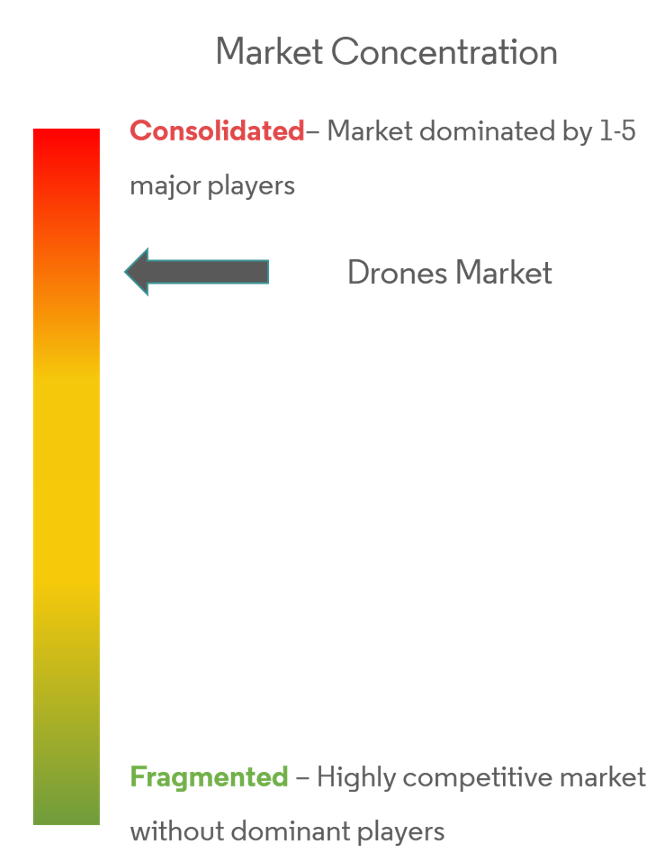 Market Concentration
Consolidated– Market dominated by 1-5
major players
Drones Market
Fragmented – Highly competitive market
without dominant players